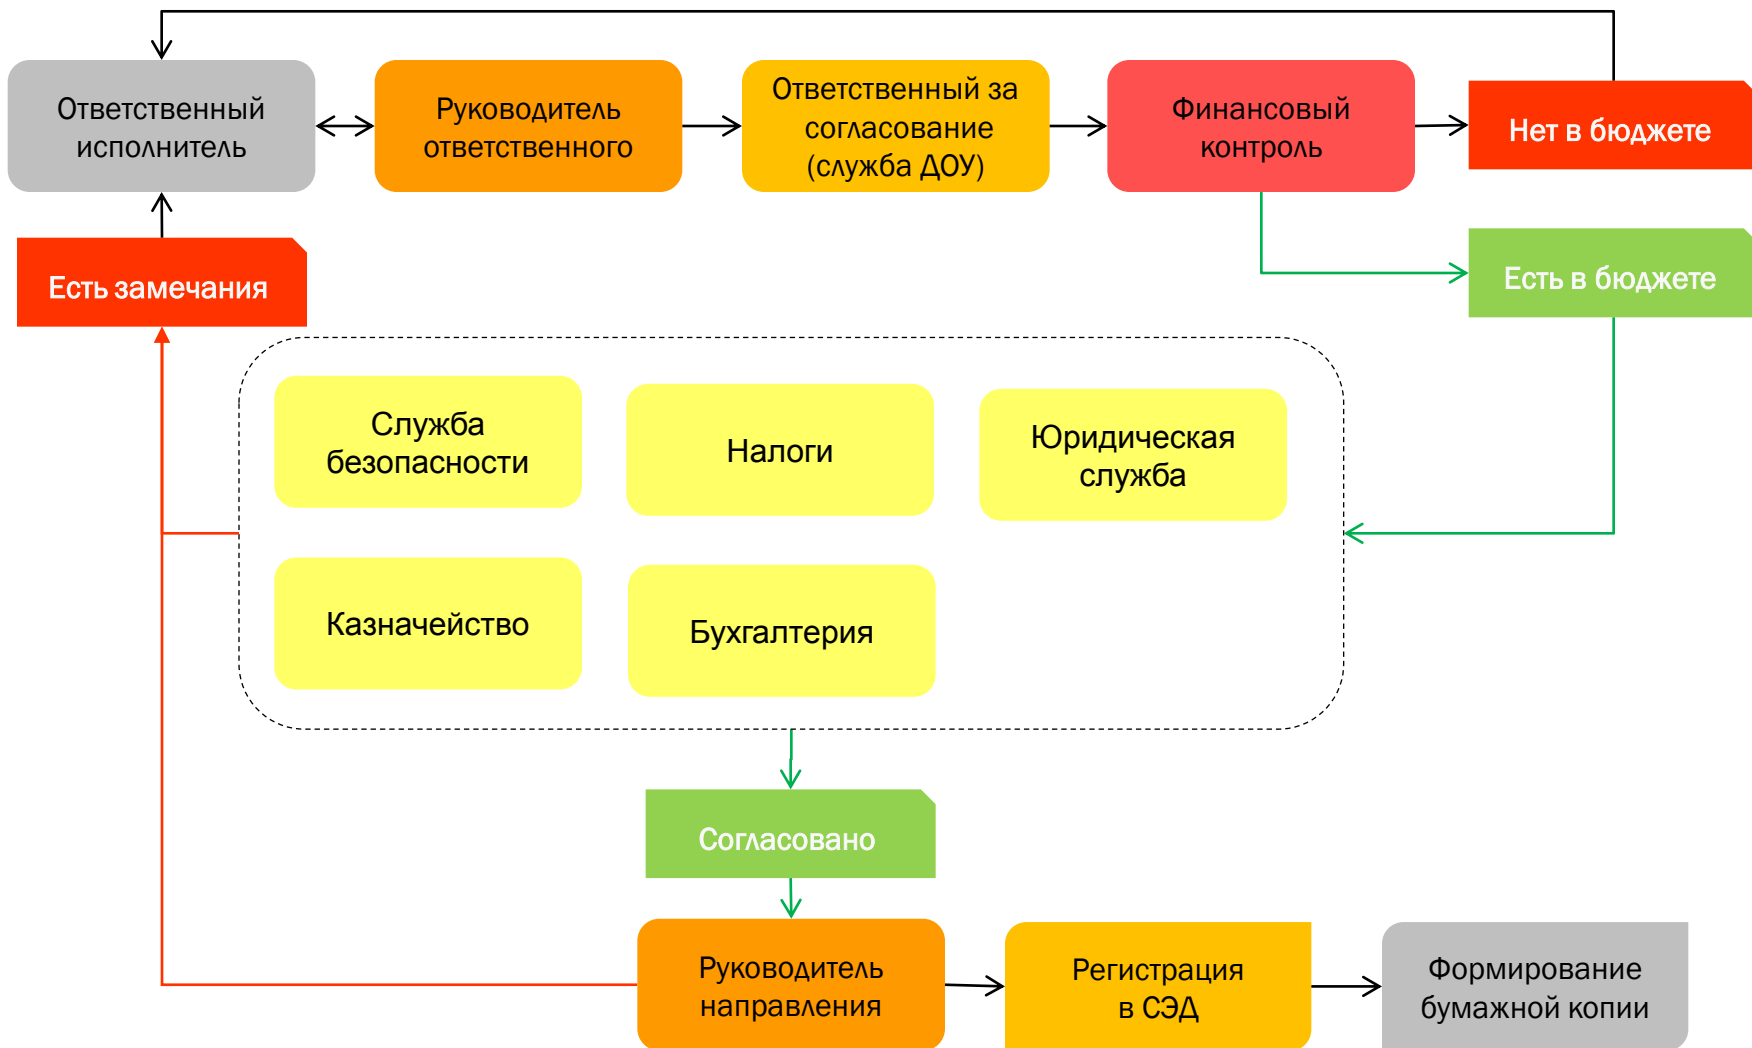 Ответственный
исполнитель
Руководитель
ответственного
Ответственный за
согласование
(служба ДОУ)
Финансовый
контроль
Нет в бюджете
Есть замечания
Есть в бюджете
Служба
безопасности
Налоги
Юридическая
служба
Казначейство
Бухгалтерия
Согласовано
Руководитель
направления
Регистрация
в СЭД
Формирование
бумажной копии